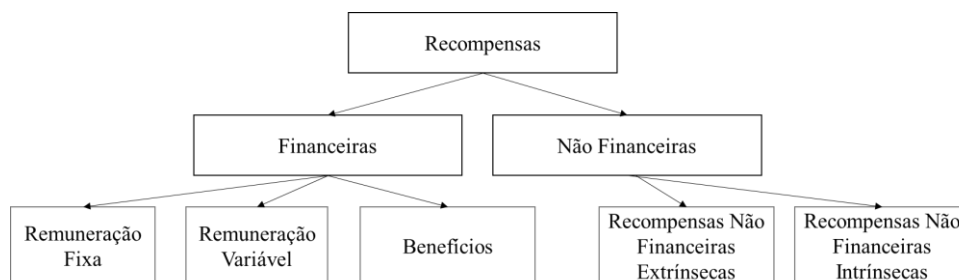 Recompensas
Financeiras
Não Financeiras
Remuneração
Fixa
Remuneração
Variável
Benefícios
Recompensas Não
Financeiras
Extrínsecas
Recompensas Não
Financeiras
Intrínsecas